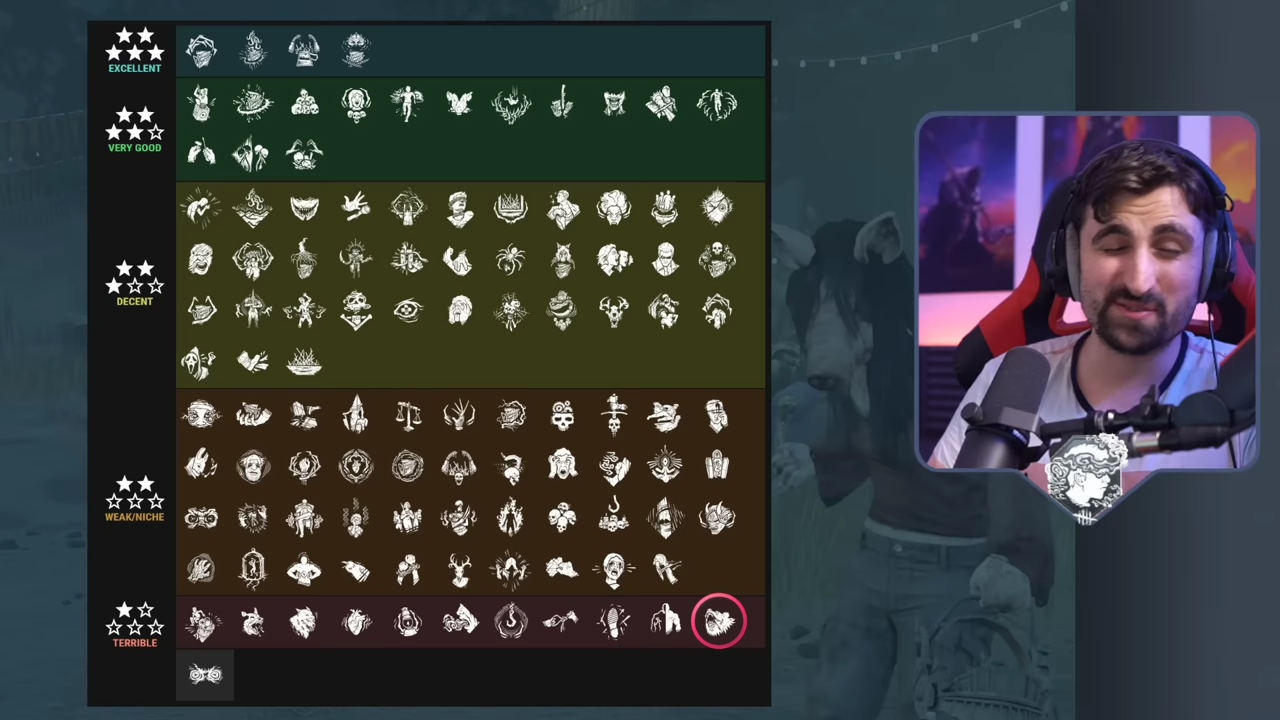 EXCELLENT
VERY GOOD
DECENT
WEAK/NICHE
TERRIBLE